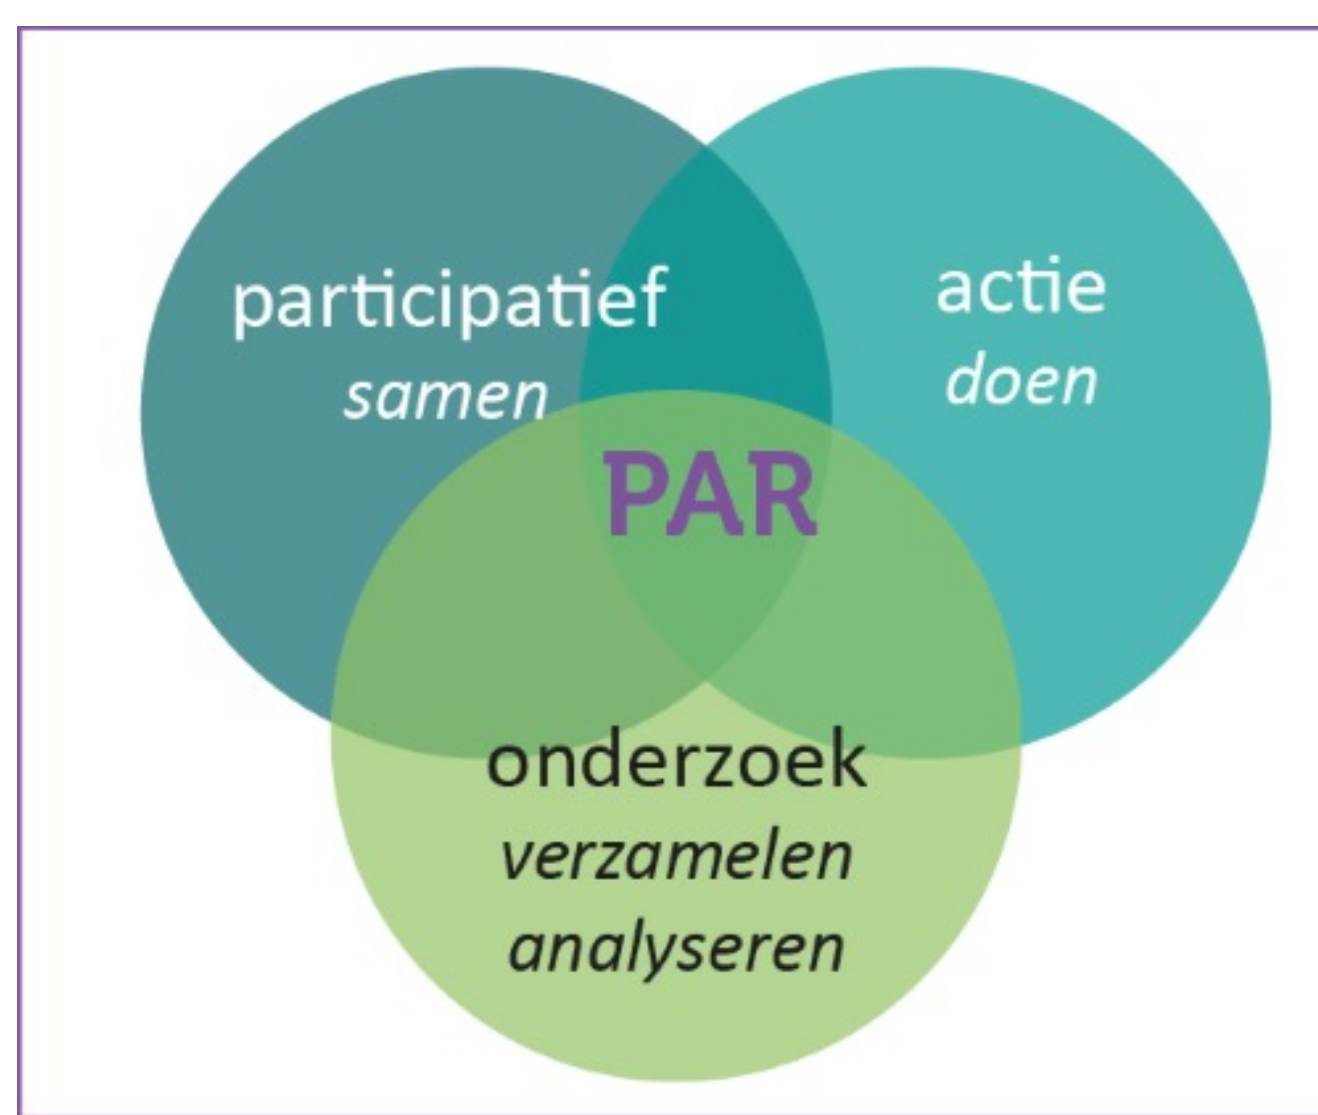 participatief
samen
actie
doen
PAR
onderzoek
verzamelen
analyseren